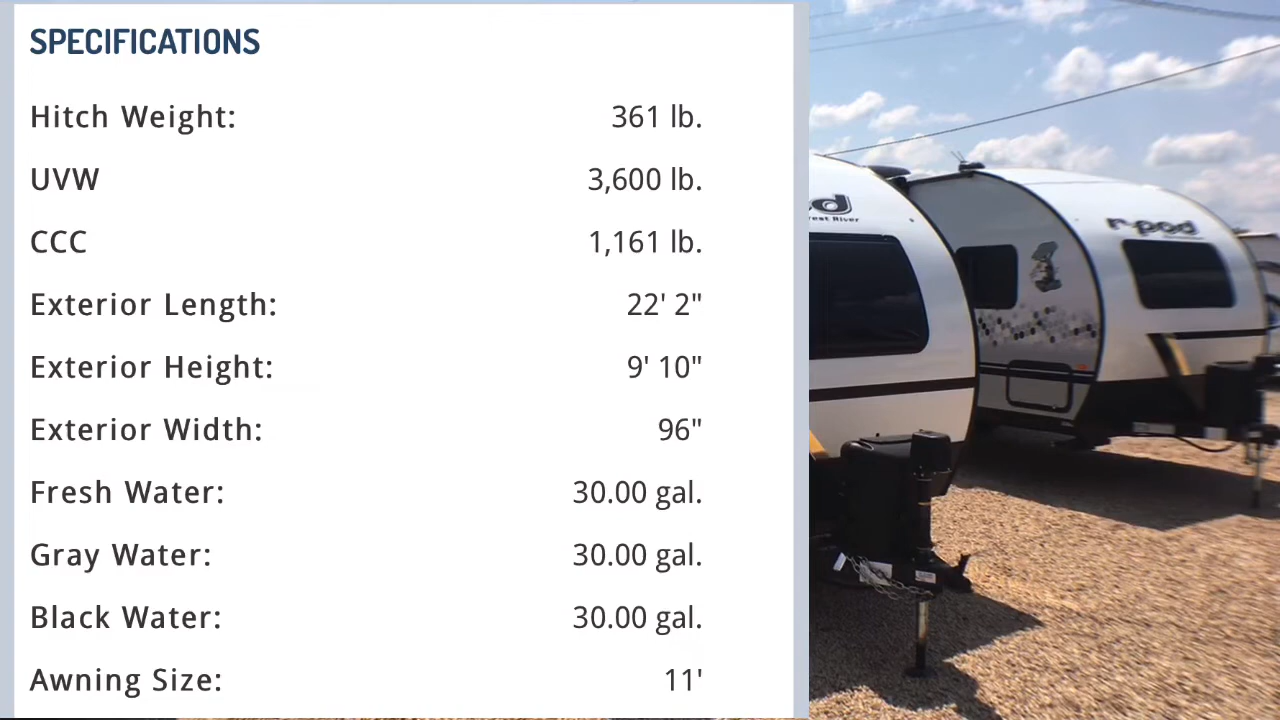 SPECIFICATIONS
Hitch Weight: 361 lb.
UVW 3,600 lb.
CCC 1,161 lb.
Exterior Length: 22' 2"
Exterior Height: 9' 10"
Exterior Width: 96"
Fresh Water: 30.00 gal.
Gray Water: 30.00 gal.
Black Water: 30.00 gal.
Awning Size: 11'
r·pod
River